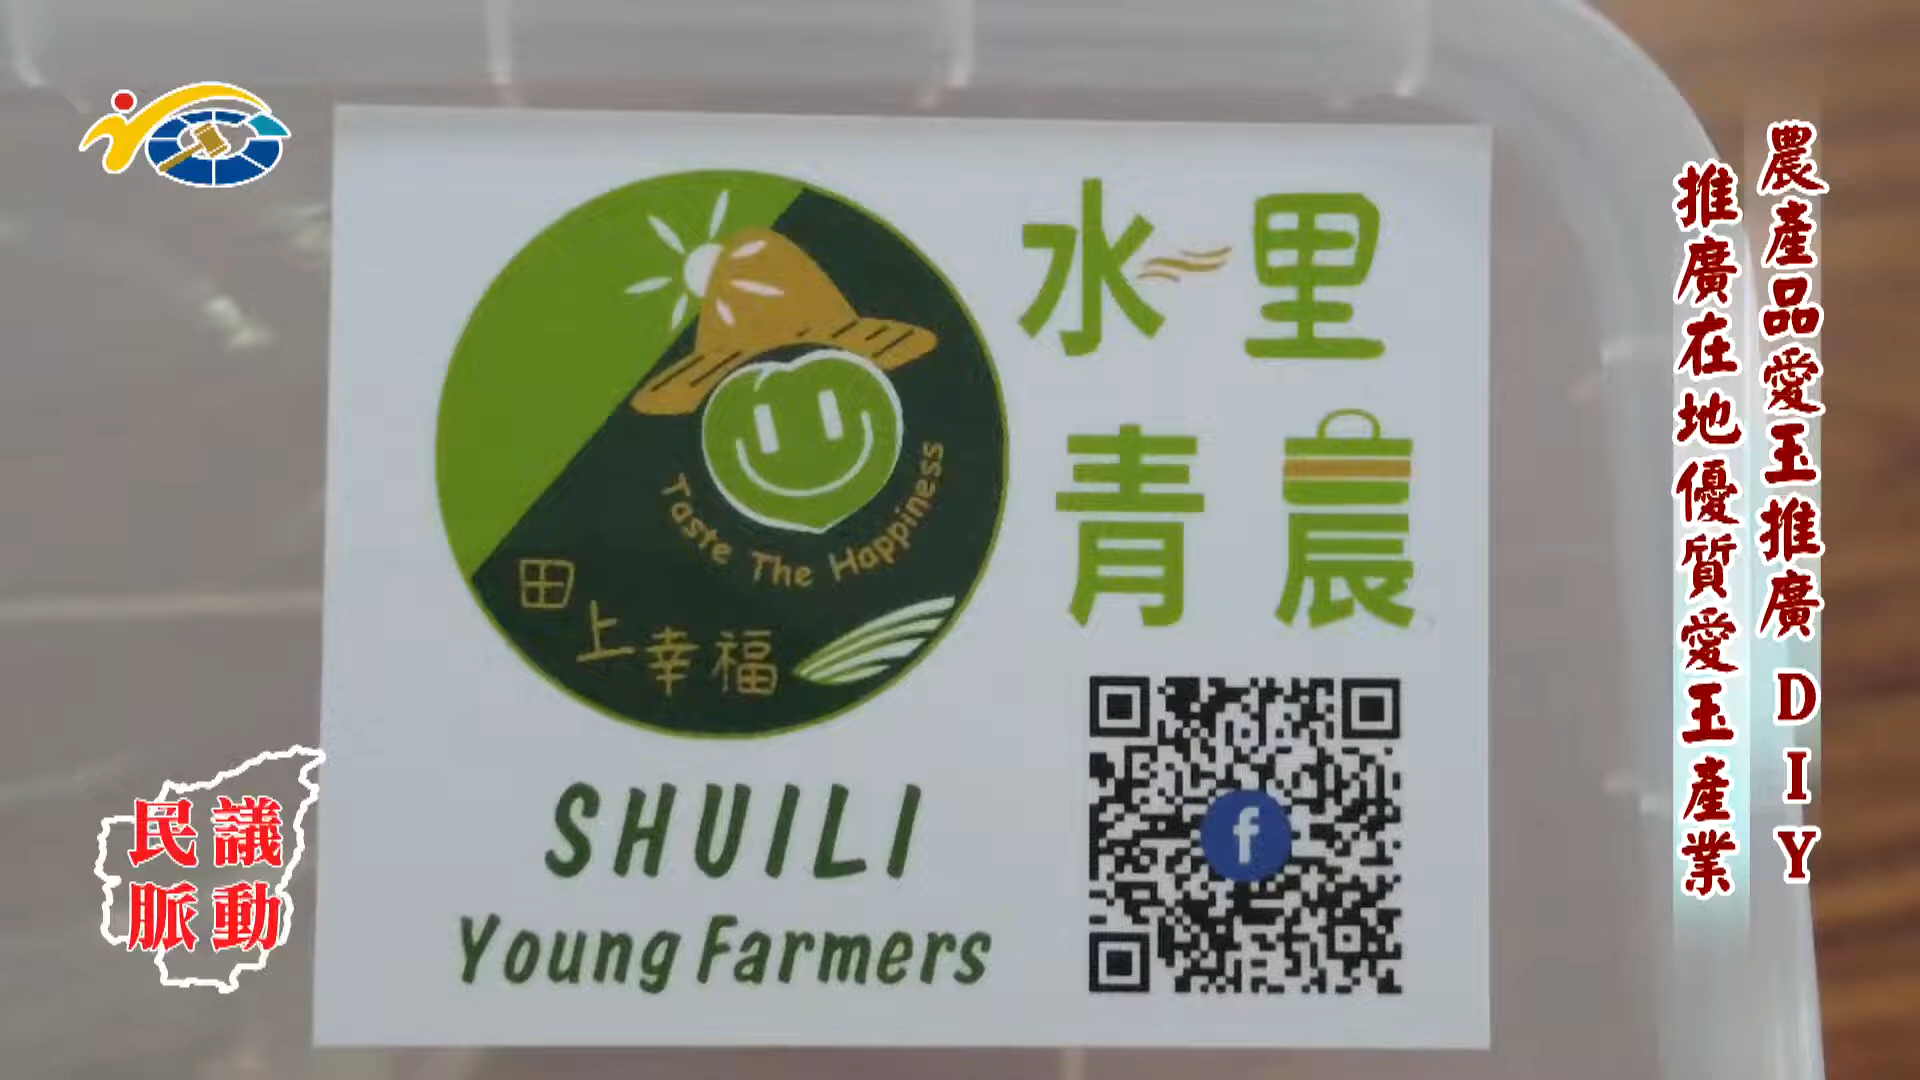 農產品愛玉推廣DIY
推廣在地優質愛玉產業
水里
青農
Taste The Happiness
田上幸福
SHUILI
Young Farmers
f
民議
脈動